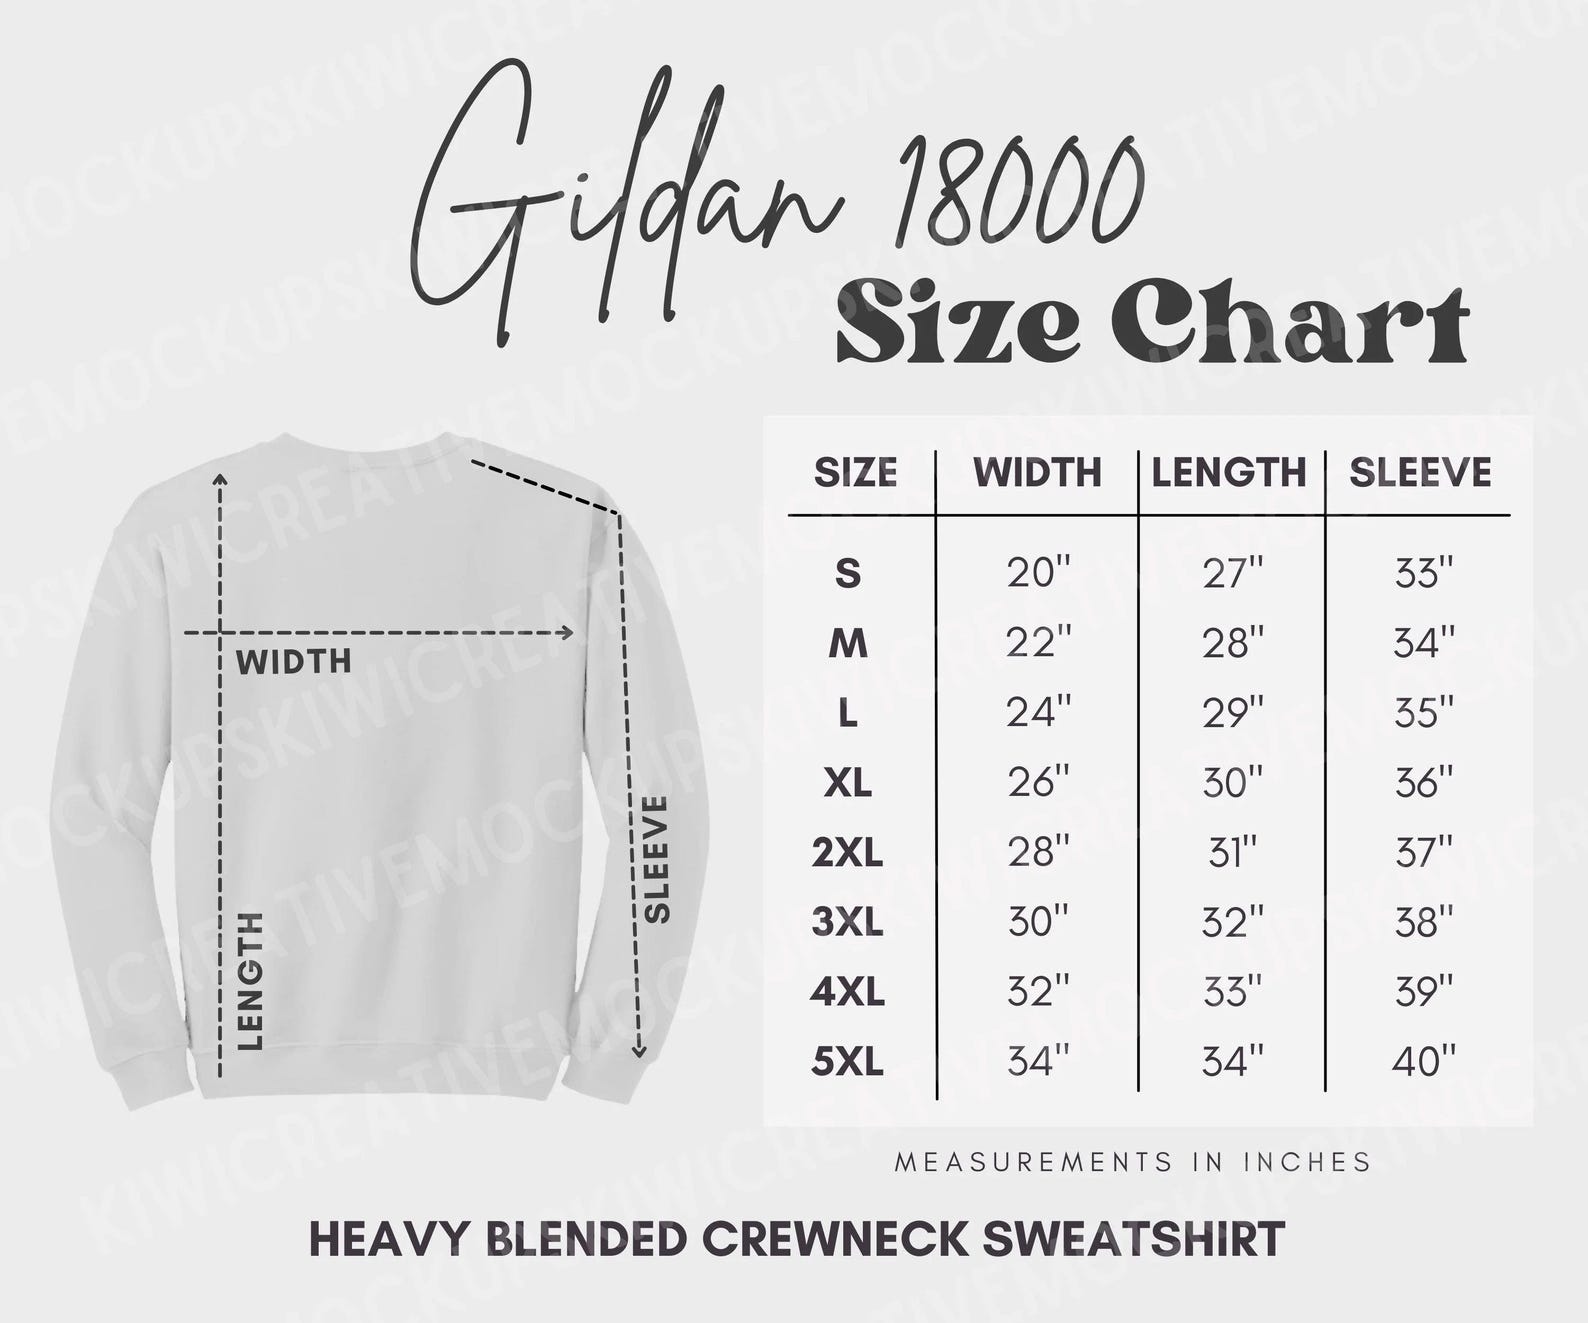 Gildan 18000
Size Chart
SIZE WIDTH LENGTH SLEEVE
S 20" 27" 33"
M 22" 28" 34"
L 24" 29" 35"
XL 26" 30" 36"
2XL 28" 31" 37"
3XL 30" 32" 38"
4XL 32" 33" 39"
5XL 34" 34" 40"
WIDTH
LENGTH
SLEEVE
MEASUREMENTS IN INCHES
HEAVY BLENDED CREWNECK SWEATSHIRT
KIWICREATIVEMOCKUPS